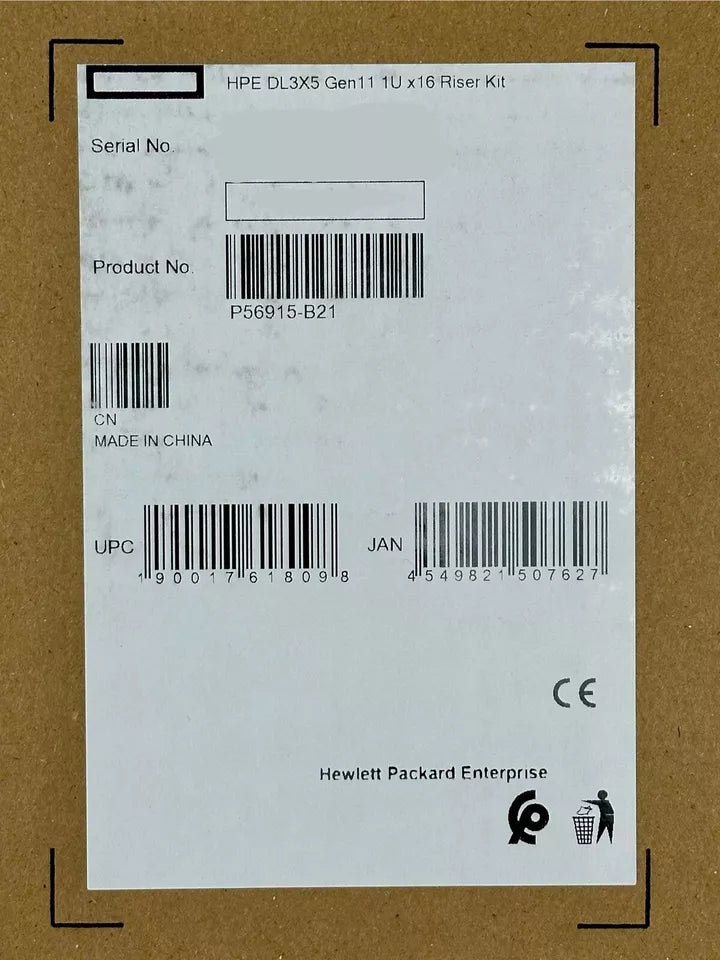 HPE DL3X5 Gen11 1U x16 Riser Kit
Serial No.
Product No.
P56915-B21
CN
MADE IN CHINA
UPC
1 90017 61809 8
JAN
4 549821 507627
CE
Hewlett Packard Enterprise